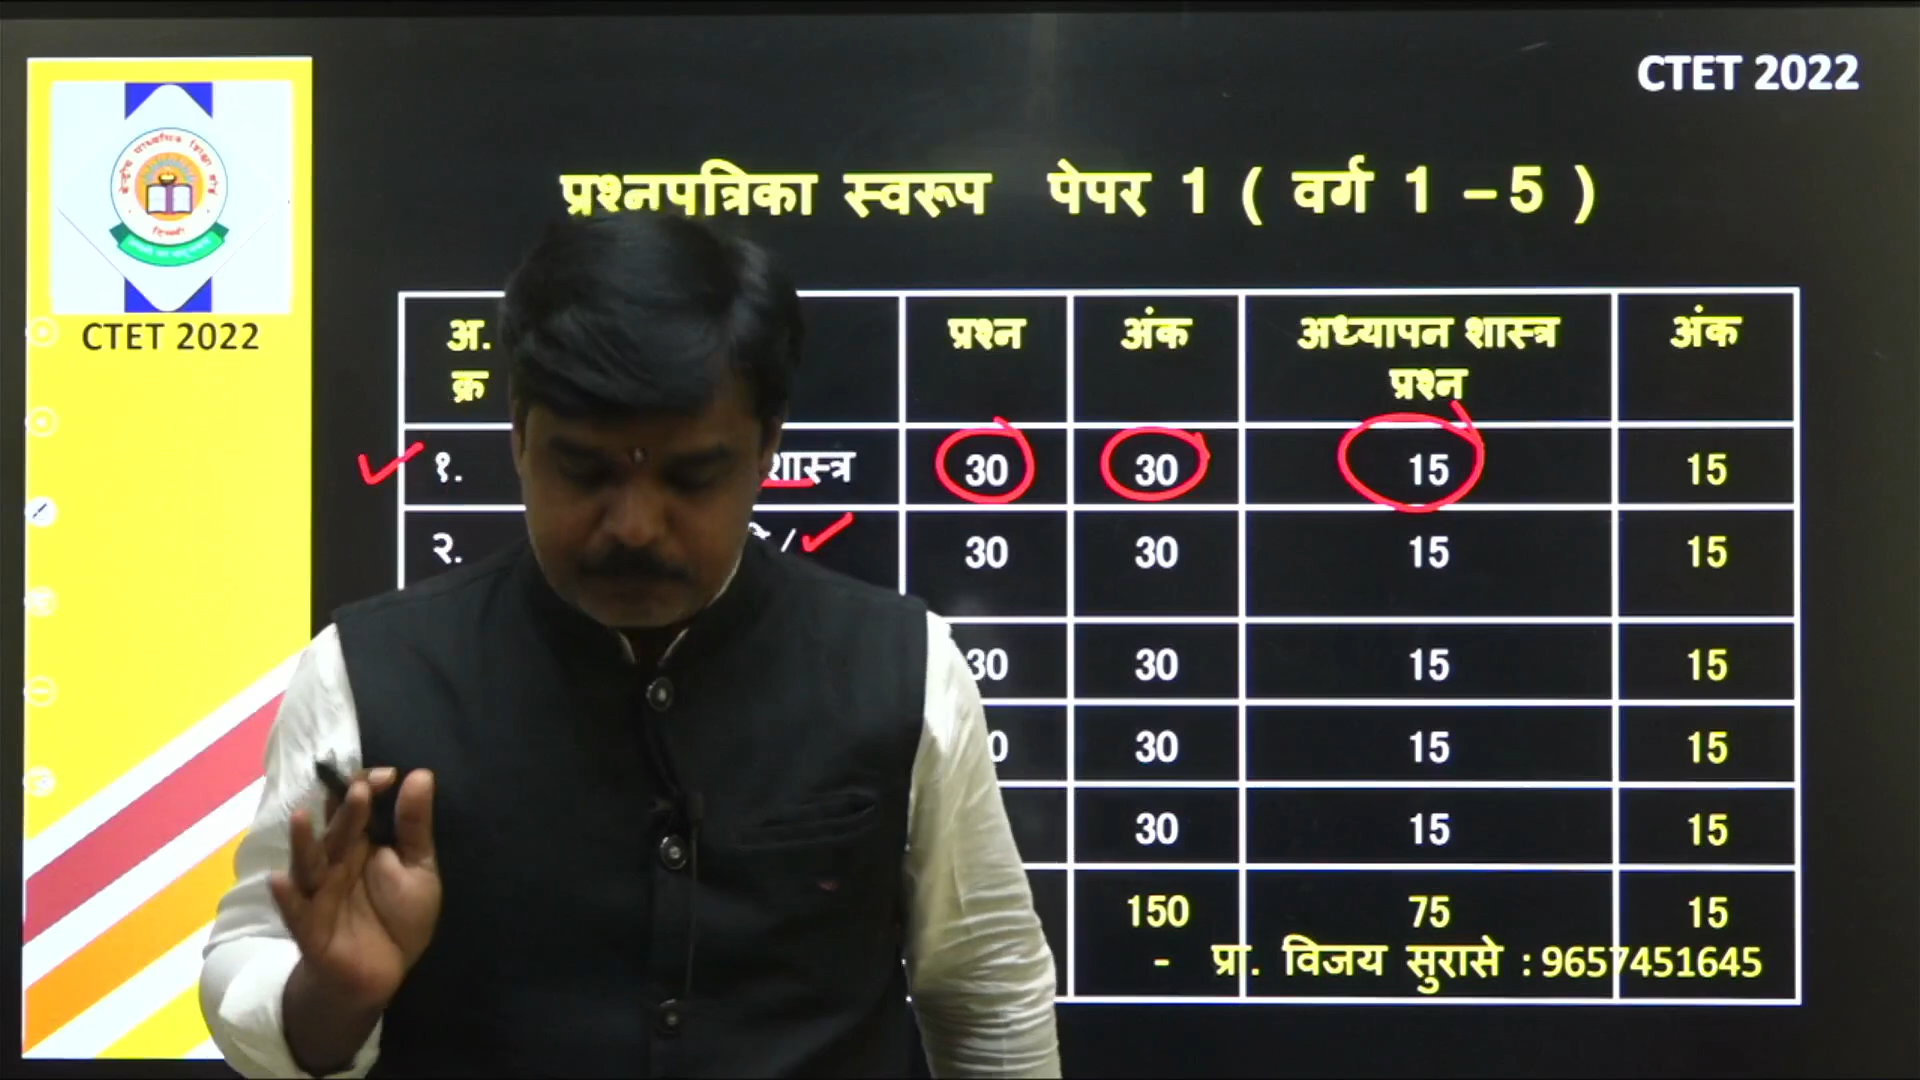 CTET 2022
केन्द्रीय माध्यमिक शिक्षा बोर्ड
दिल्ली
CTET 2022
प्रश्नपत्रिका स्वरूप पेपर 1 ( वर्ग 1 – 5 )
अ. क्र प्रश्न अंक अध्यापन शास्त्र प्रश्न अंक
१. शास्त्र 30 30 15 15
२. / 30 30 15 15
30 30 15 15
30 15 15
30 15 15
150 75 15
- प्रा. विजय सुरासे : 9657451645